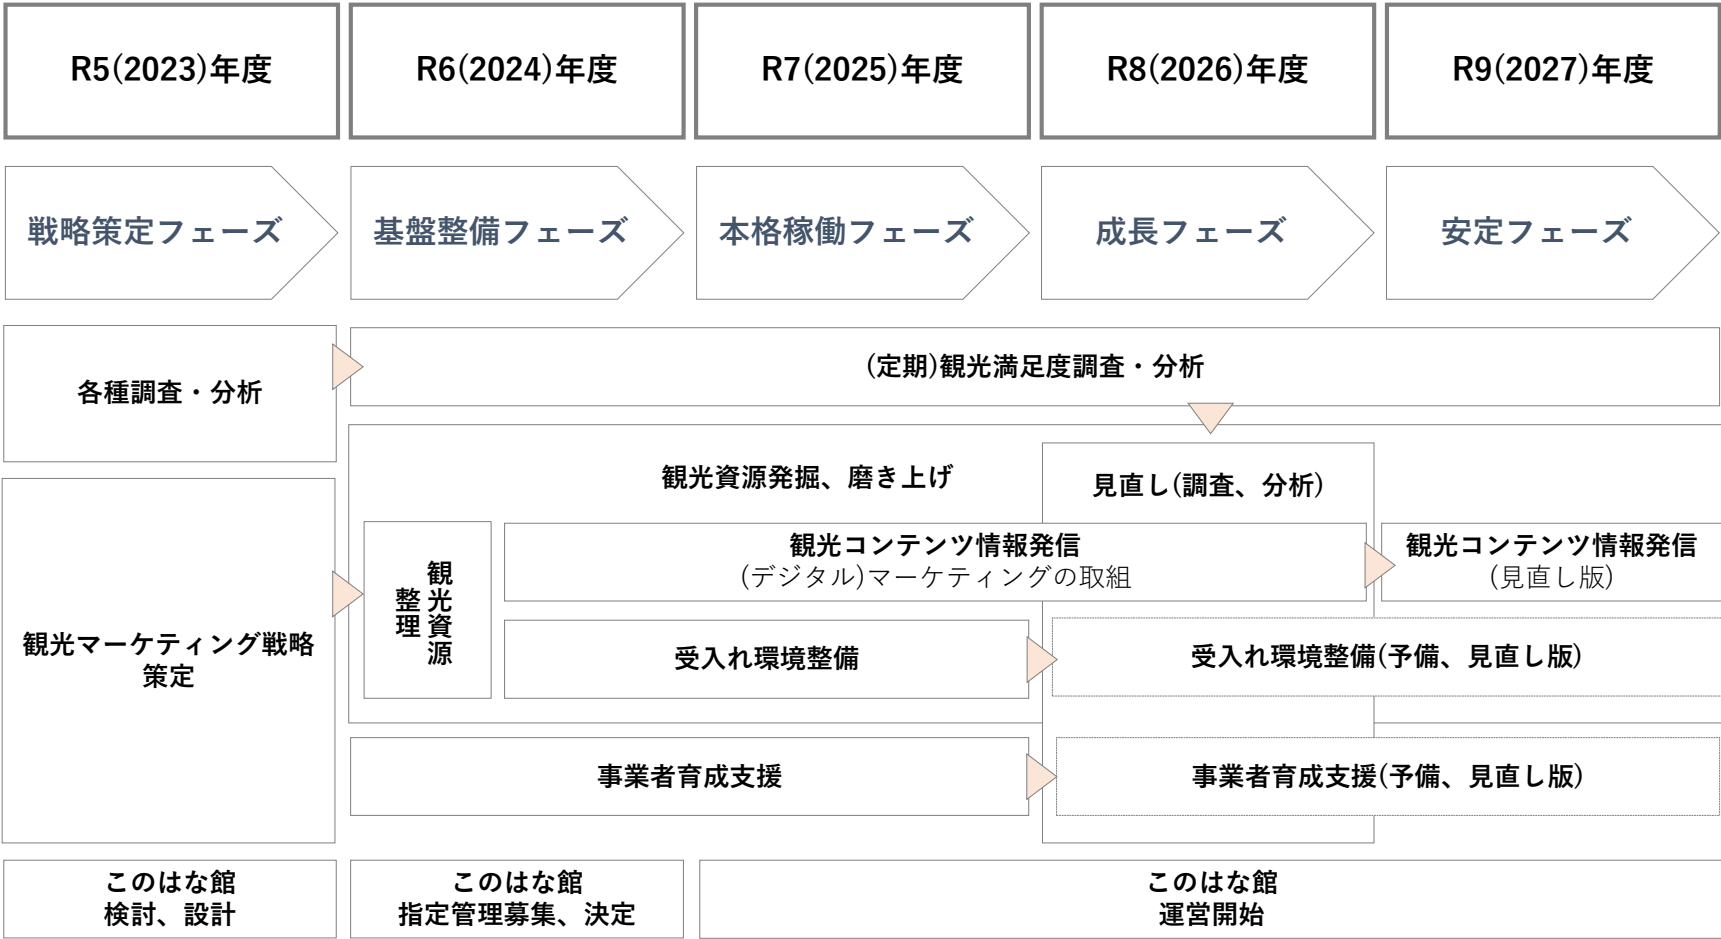 R5(2023)年度
R6(2024)年度
R7(2025)年度
R8(2026)年度
R9(2027)年度
戦略策定フェーズ
基盤整備フェーズ
本格稼働フェーズ
成長フェーズ
安定フェーズ
各種調査・分析
(定期)観光満足度調査・分析
観光マーケティング戦略
策定
観光資源発掘、磨き上げ
見直し(調査、分析)
観光資源
整理
観光コンテンツ情報発信
(デジタル)マーケティングの取組
観光コンテンツ情報発信
(見直し版)
受入れ環境整備
受入れ環境整備(予備、見直し版)
事業者育成支援
事業者育成支援(予備、見直し版)
このはな館
検討、設計
このはな館
指定管理募集、決定
このはな館
運営開始